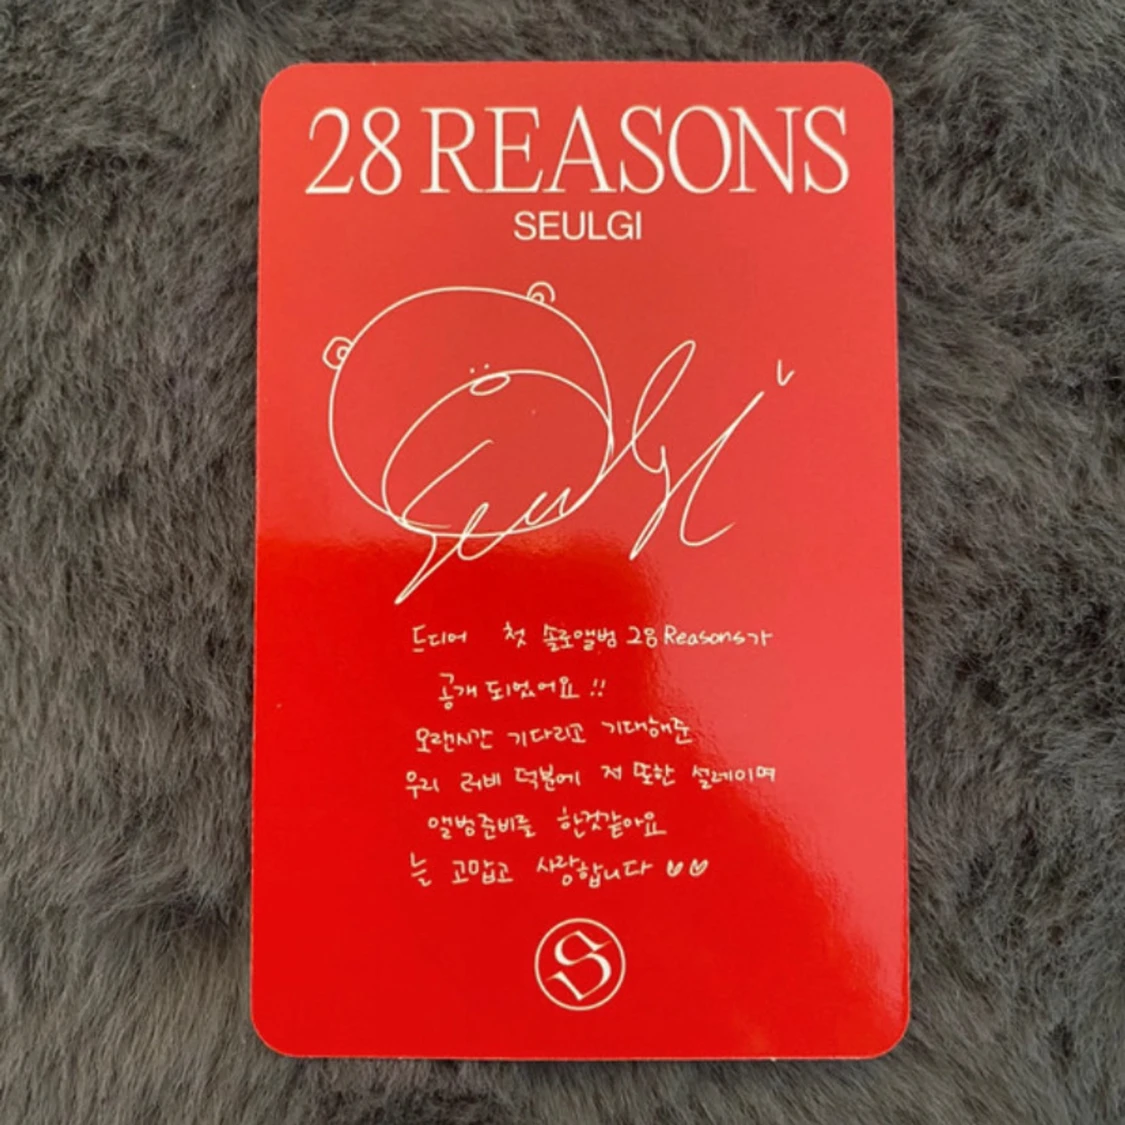 28 REASONS
SEULGI
Seulgi
드디어 첫 솔로앨범 28 Reasons가
공개 되었어요 !!
오랜시간 기다리고 기대해준
우리 러비 덕분에 저 또한 설레이며
앨범준비를 한것같아요
늘 고맙고 사랑합니다 ♡♡
S